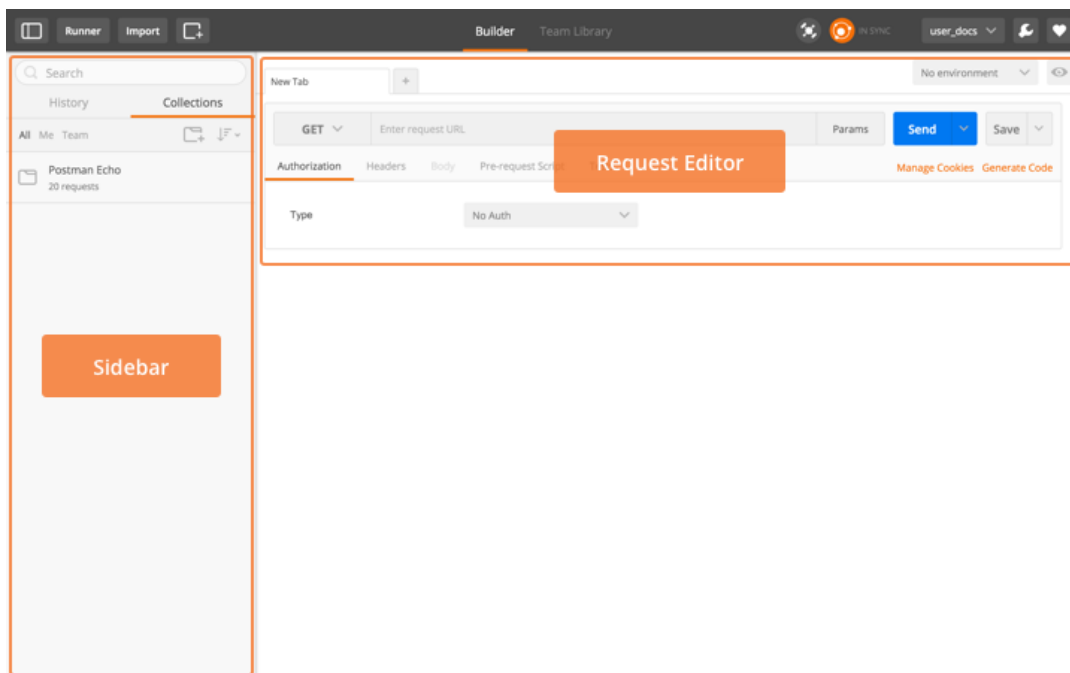 Runner Import Builder Team Library IN SYNC user_docs
Search
History Collections
All Me Team
Postman Echo
20 requests
Sidebar
New Tab + No environment
GET Enter request URL Params Send Save
Authorization Headers Body Pre-request Script Manage Cookies Generate Code
Request Editor
Type No Auth